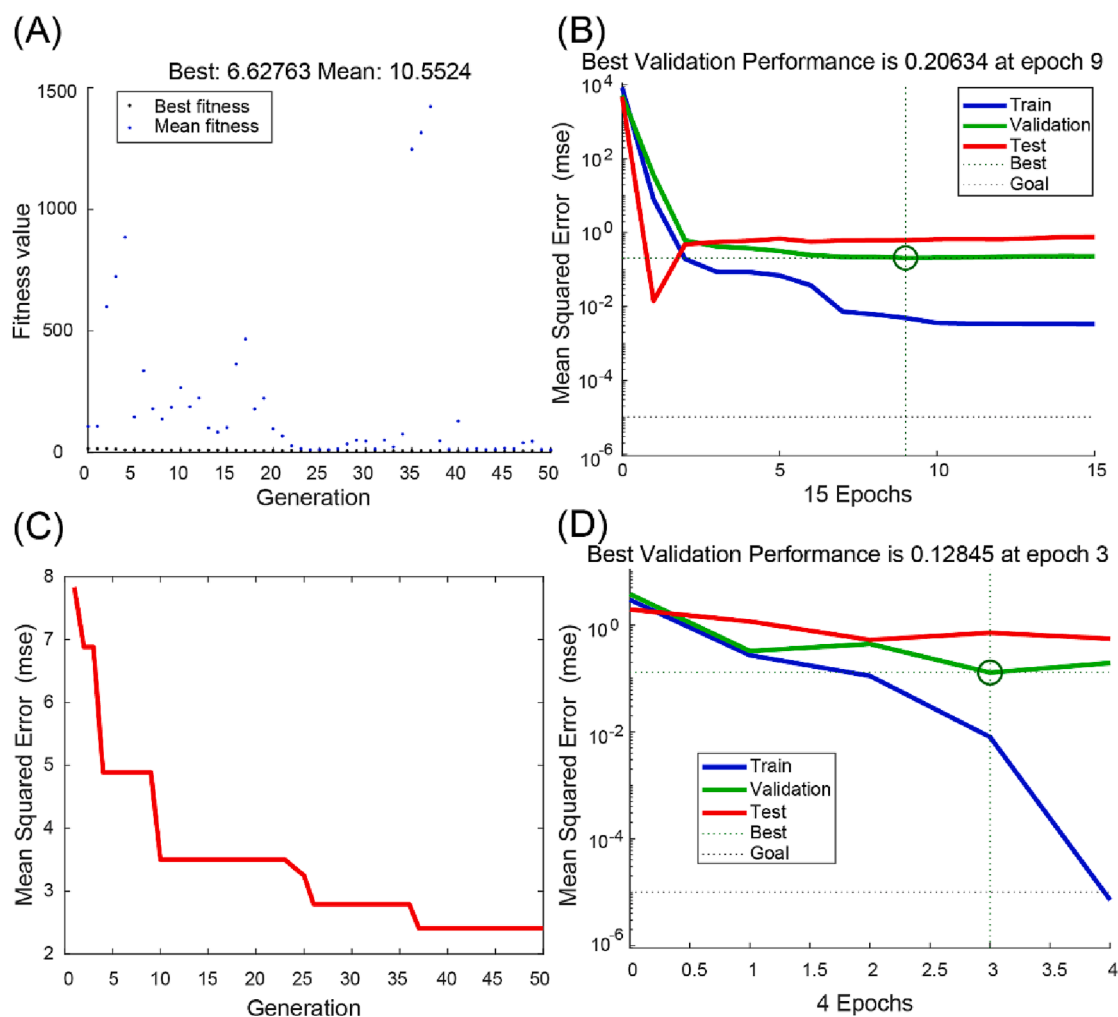 (A)
Best: 6.62763 Mean: 10.5524
Best fitness
Mean fitness
Fitness value
1500
1000
500
0
0 5 10 15 20 25 30 35 40 45 50
Generation
(B)
Best Validation Performance is 0.20634 at epoch 9
Train
Validation
Test
Best
Goal
Mean Squared Error (mse)
10^4
10^2
10^0
10^-2
10^-4
10^-6
0 5 10 15
15 Epochs
(C)
Mean Squared Error (mse)
8
7
6
5
4
3
2
0 5 10 15 20 25 30 35 40 45 50
Generation
(D)
Best Validation Performance is 0.12845 at epoch 3
Mean Squared Error (mse)
10^0
10^-2
10^-4
10^-6
Train
Validation
Test
Best
Goal
0 0.5 1 1.5 2 2.5 3 3.5 4
4 Epochs